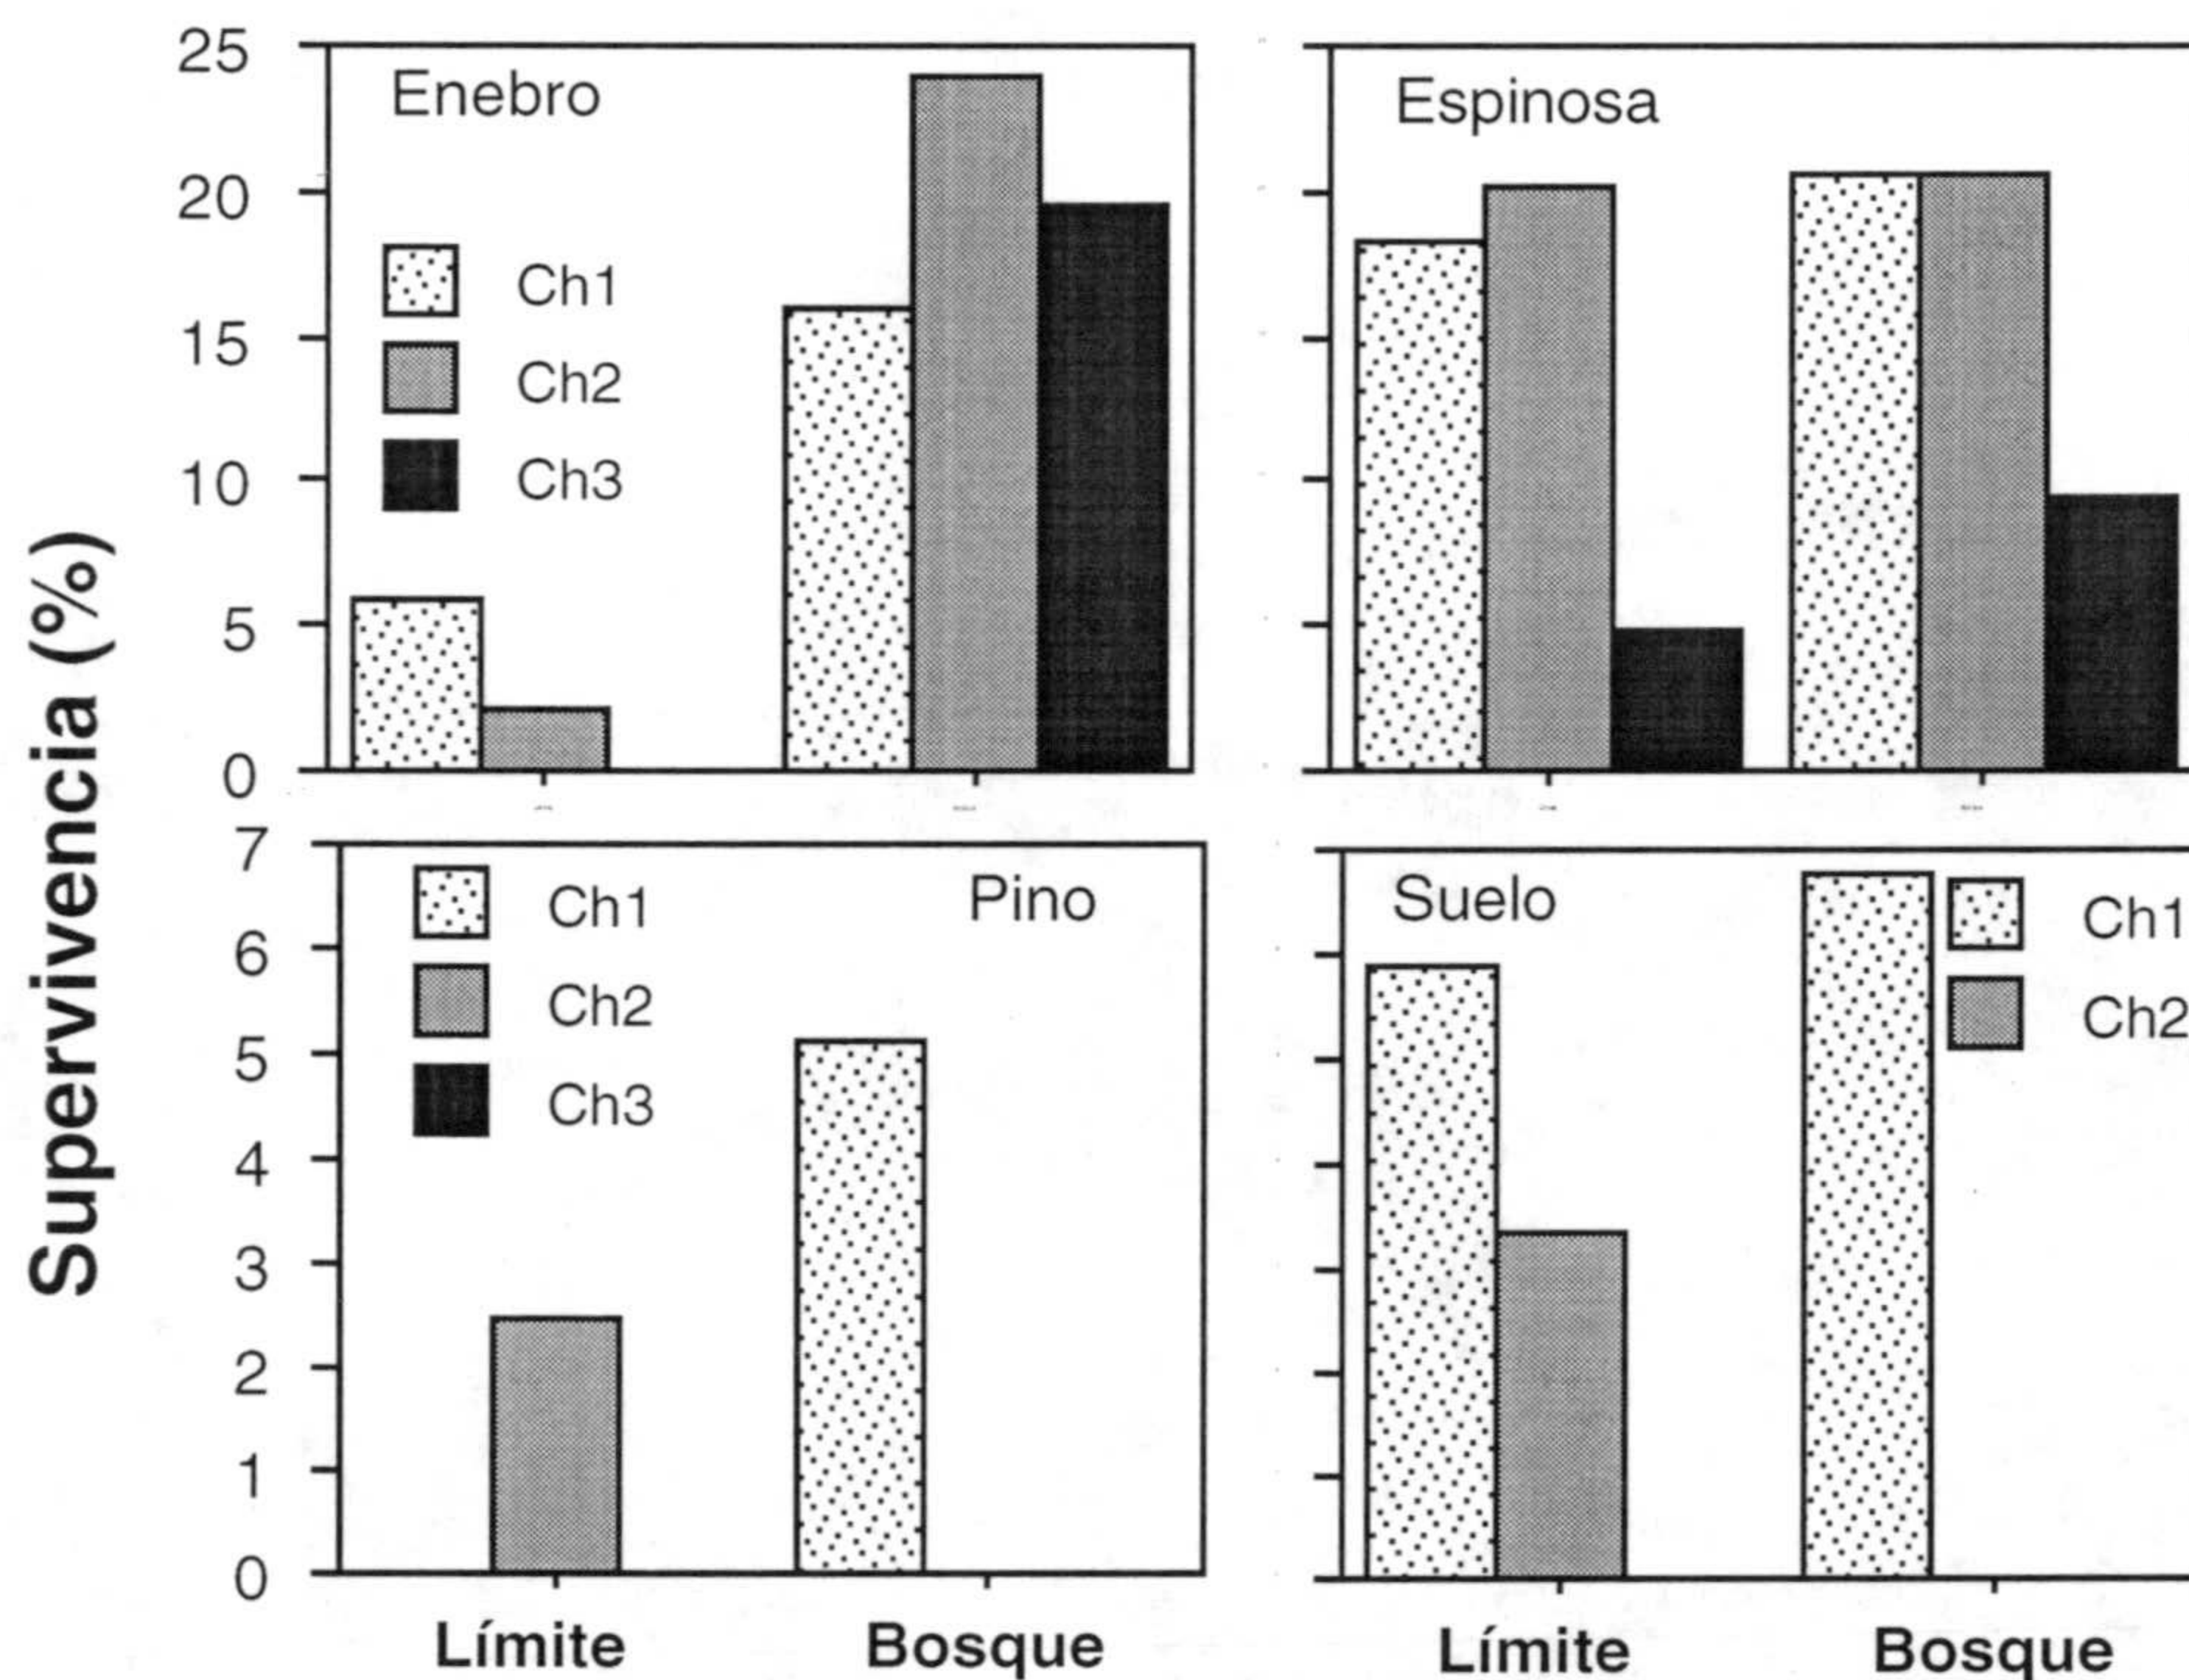 Supervivencia (%)
25
20
15
10
5
0
Enebro
Ch1
Ch2
Ch3
Espinosa
7
6
5
4
3
2
1
0
Ch1
Ch2
Ch3
Pino
Límite
Bosque
Suelo
Ch1
Ch2
Límite
Bosque